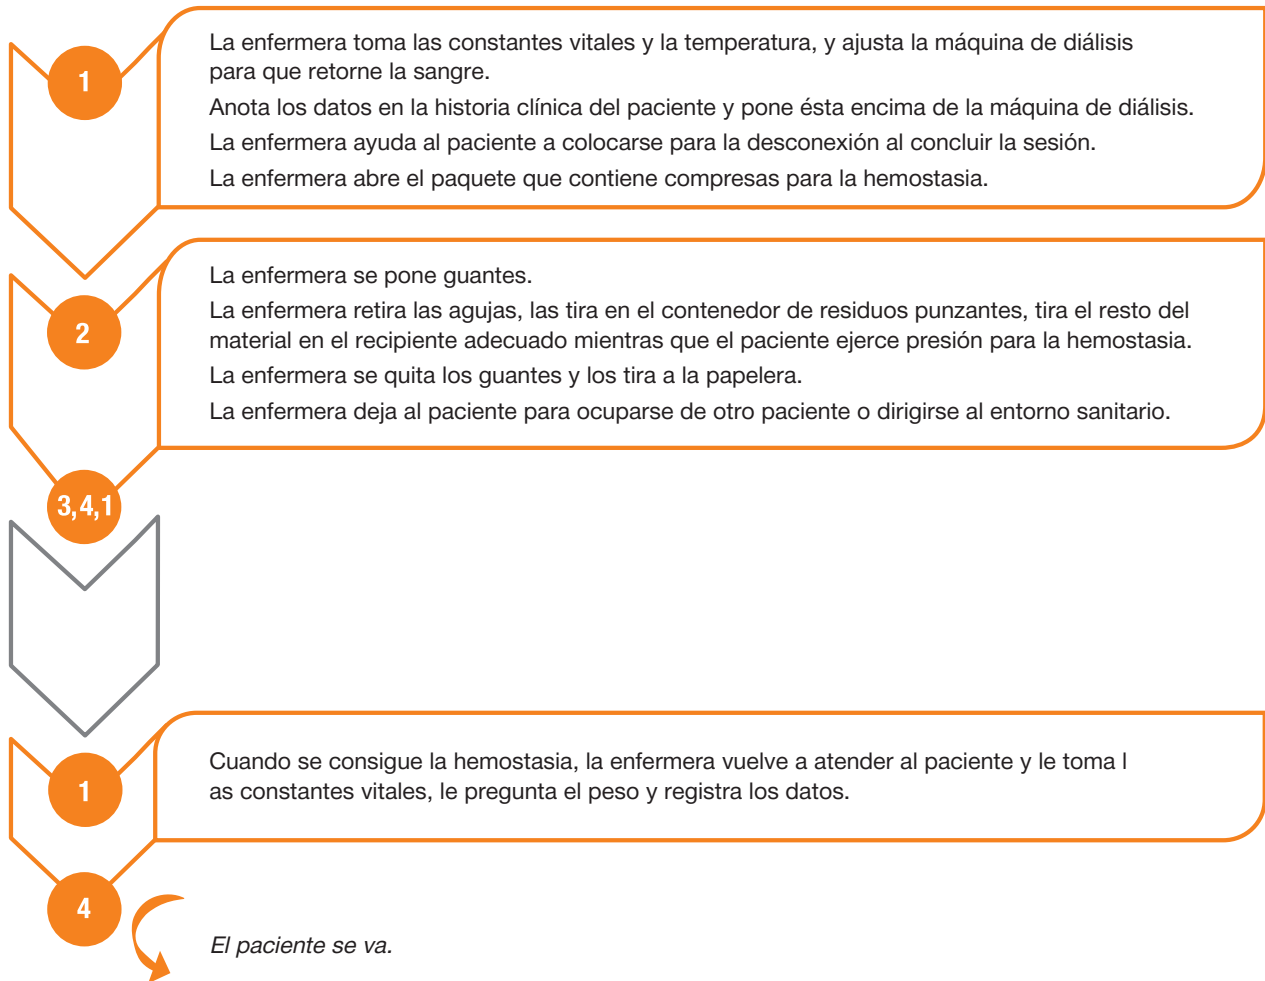 1
La enfermera toma las constantes vitales y la temperatura, y ajusta la máquina de diálisis
para que retorne la sangre.
Anota los datos en la historia clínica del paciente y pone ésta encima de la máquina de diálisis.
La enfermera ayuda al paciente a colocarse para la desconexión al concluir la sesión.
La enfermera abre el paquete que contiene compresas para la hemostasia.
2
La enfermera se pone guantes.
La enfermera retira las agujas, las tira en el contenedor de residuos punzantes, tira el resto del
material en el recipiente adecuado mientras que el paciente ejerce presión para la hemostasia.
La enfermera se quita los guantes y los tira a la papelera.
La enfermera deja al paciente para ocuparse de otro paciente o dirigirse al entorno sanitario.
3,4,1
1
Cuando se consigue la hemostasia, la enfermera vuelve a atender al paciente y le toma l
as constantes vitales, le pregunta el peso y registra los datos.
4
El paciente se va.